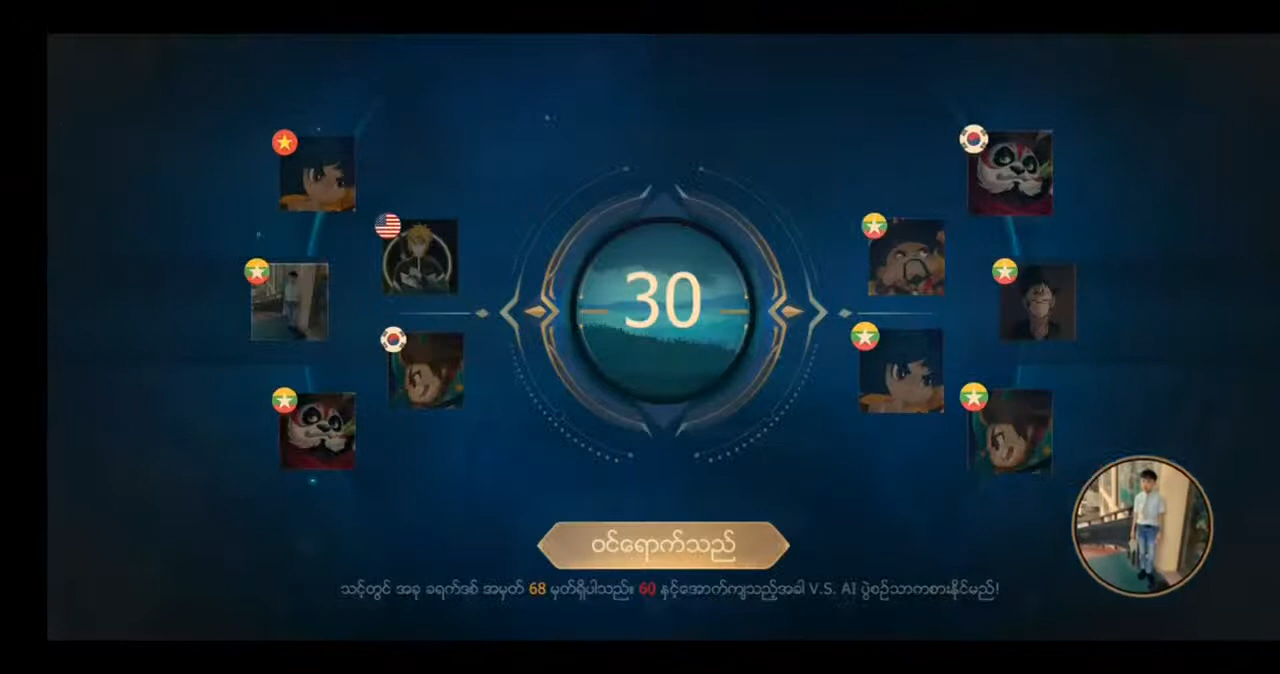 30
ဝင်ရောက်သည်
သင့်တွင် အခု ခရက်ဒစ် အမှတ် 68 မှတ်ရှိပါသည်။ 60 နှင့်အောက်ကျသည့်အခါ V.S. AI ပွဲစဉ်သာကစားနိုင်မည်!